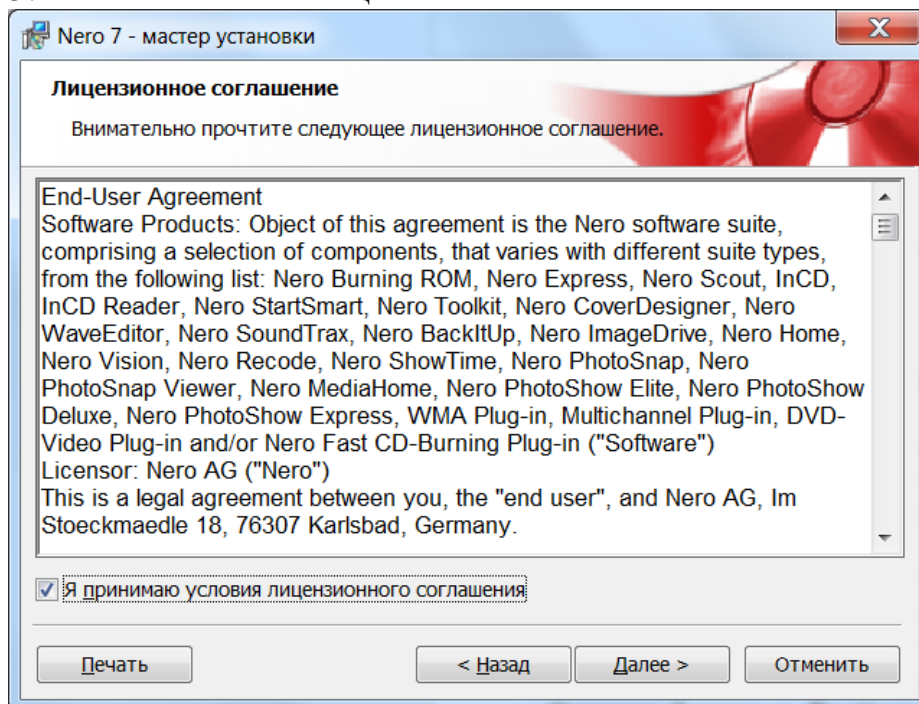 Nero 7 - мастер установки
Лицензионное соглашение
Внимательно прочтите следующее лицензионное соглашение.
End-User Agreement
Software Products: Object of this agreement is the Nero software suite,
comprising a selection of components, that varies with different suite types,
from the following list: Nero Burning ROM, Nero Express, Nero Scout, InCD,
InCD Reader, Nero StartSmart, Nero Toolkit, Nero CoverDesigner, Nero
WaveEditor, Nero SoundTrax, Nero BackItUp, Nero ImageDrive, Nero Home,
Nero Vision, Nero Recode, Nero ShowTime, Nero PhotoSnap, Nero
PhotoSnap Viewer, Nero MediaHome, Nero PhotoShow Elite, Nero PhotoShow
Deluxe, Nero PhotoShow Express, WMA Plug-in, Multichannel Plug-in, DVD-
Video Plug-in and/or Nero Fast CD-Burning Plug-in ("Software")
Licensor: Nero AG ("Nero")
This is a legal agreement between you, the "end user", and Nero AG, Im
Stoeckmaedle 18, 76307 Karlsbad, Germany.
Я принимаю условия лицензионного соглашения
Печать
< Назад
Далее >
Отменить